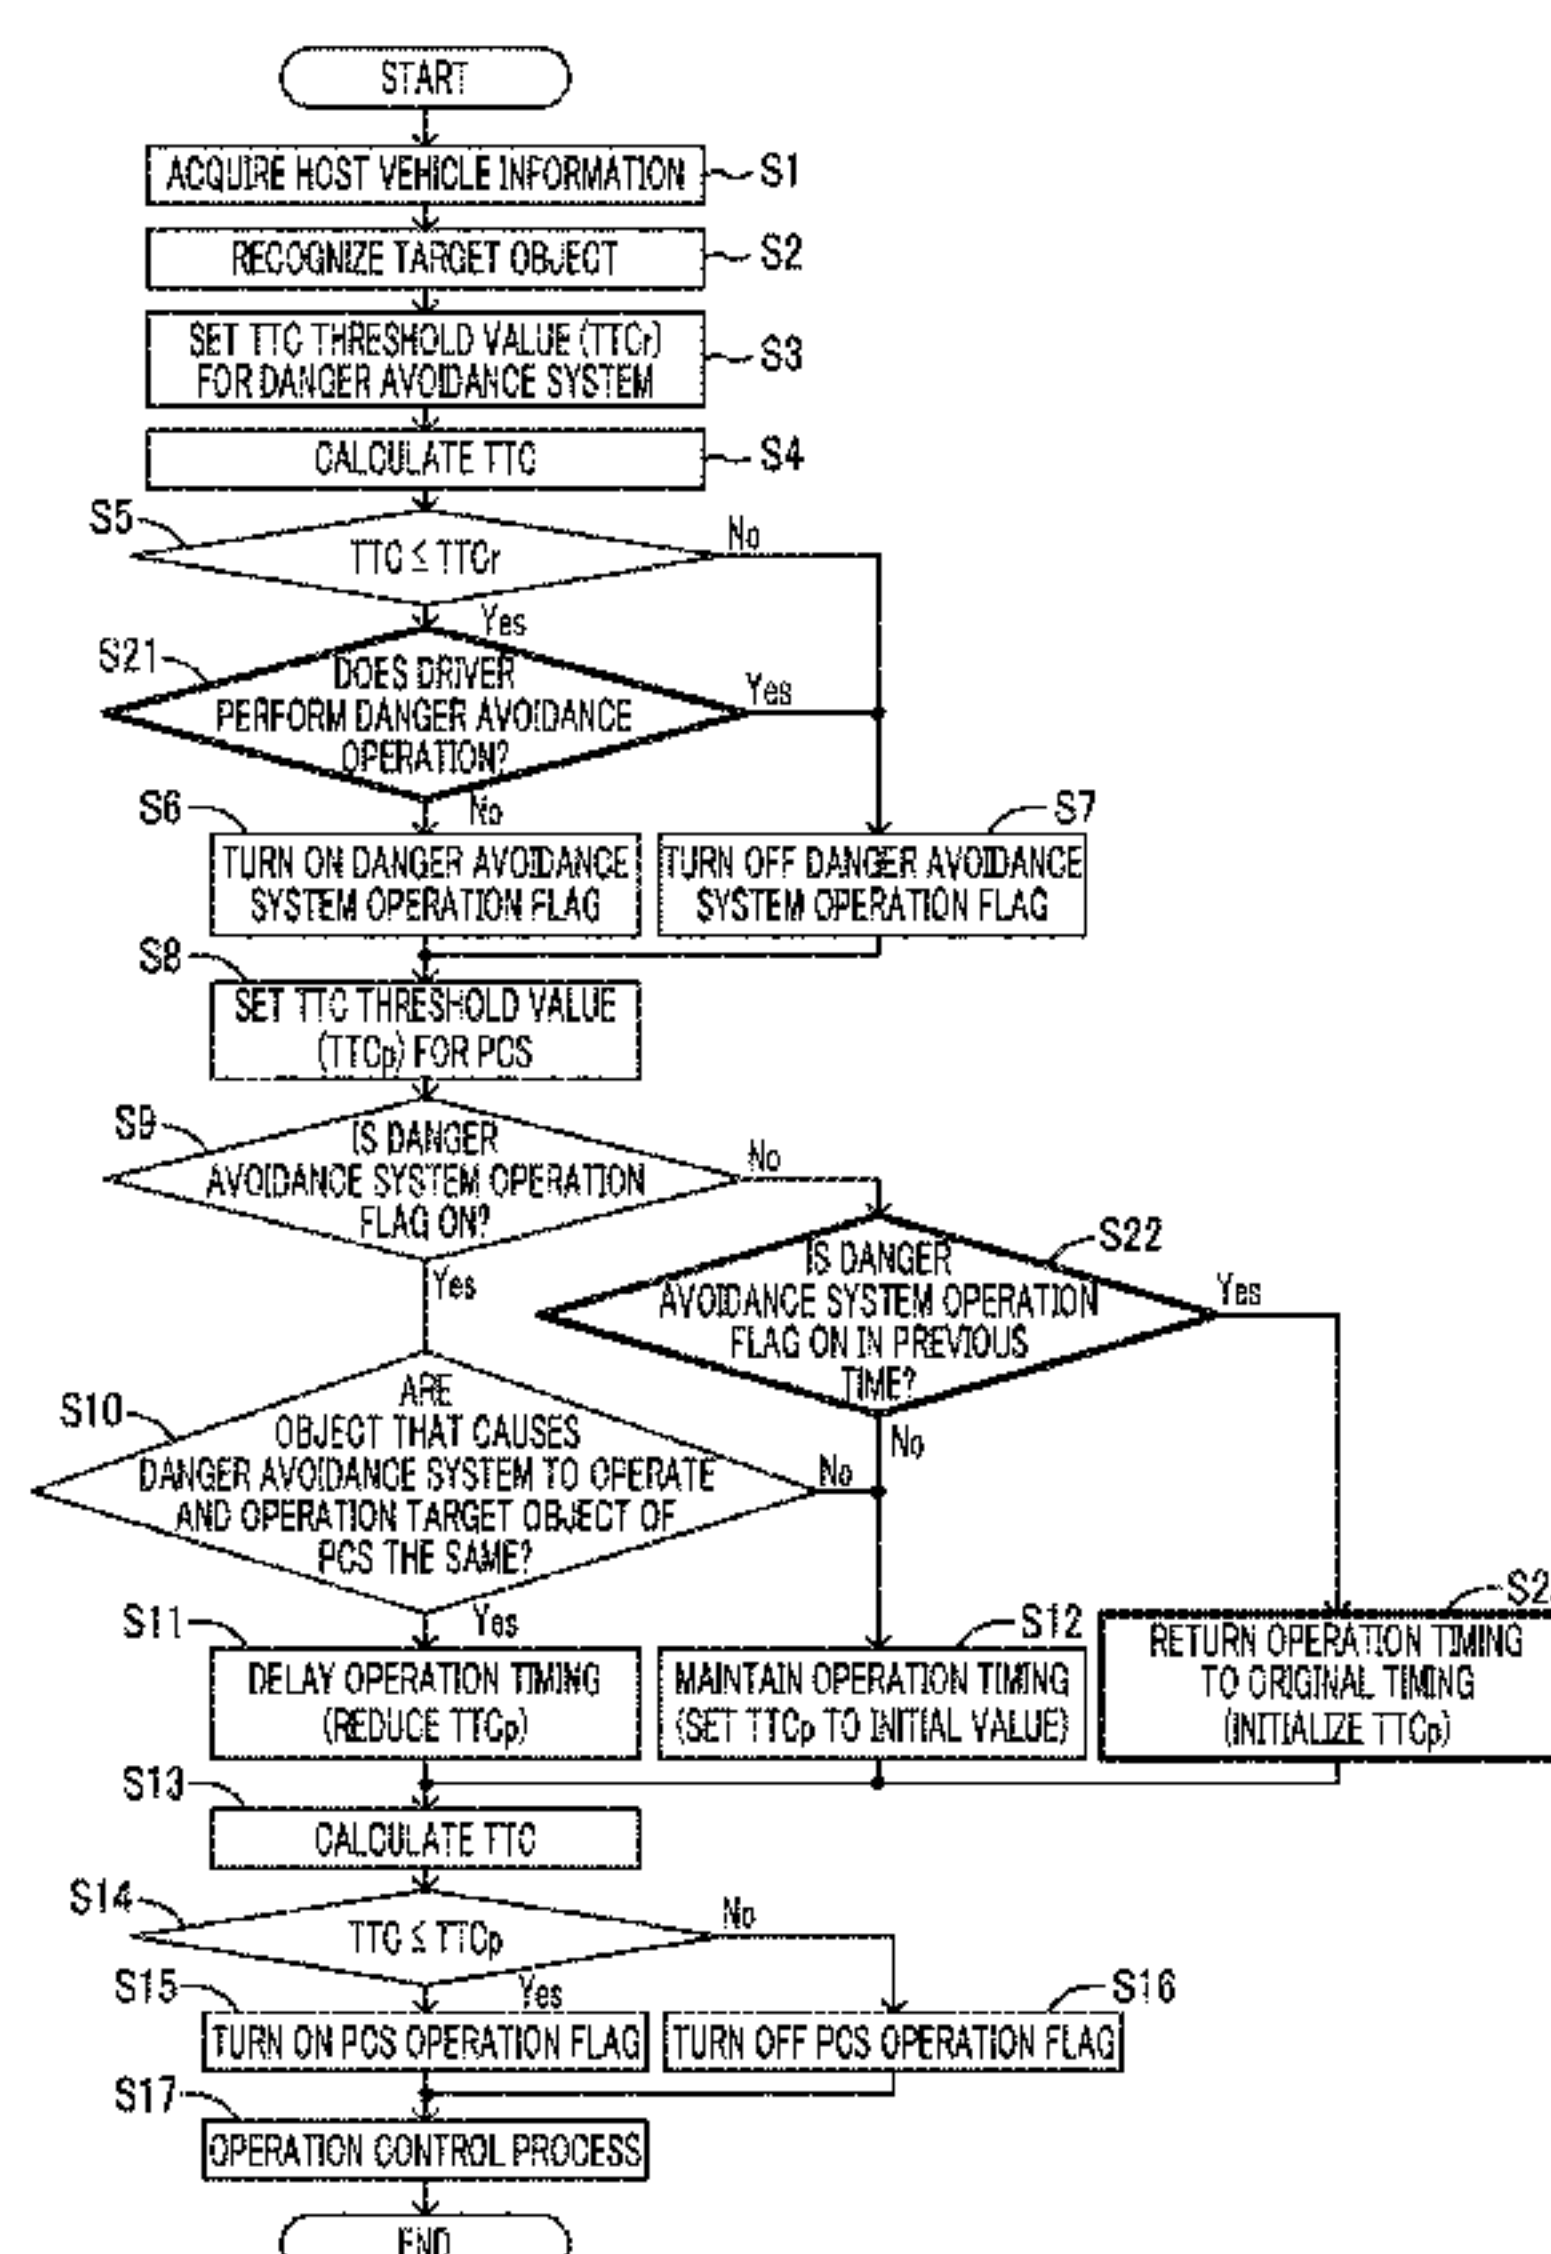 START
ACQUIRE HOST VEHICLE INFORMATION
S1
RECOGNIZE TARGET OBJECT
S2
SET TTC THRESHOLD VALUE (TTCr)
FOR DANGER AVOIDANCE SYSTEM
S3
CALCULATE TTC
S4
S5
TTC ≤ TTCr
No
Yes
S21
DOES DRIVER
PERFORM DANGER AVOIDANCE
OPERATION?
Yes
No
S6
TURN ON DANGER AVOIDANCE
SYSTEM OPERATION FLAG
S7
TURN OFF DANGER AVOIDANCE
SYSTEM OPERATION FLAG
S8
SET TTC THRESHOLD VALUE
(TTCp) FOR PCS
S9
IS DANGER
AVOIDANCE SYSTEM OPERATION
FLAG ON?
No
Yes
S22
IS DANGER
AVOIDANCE SYSTEM OPERATION
FLAG ON IN PREVIOUS
TIME?
Yes
No
S10
ARE
OBJECT THAT CAUSES
DANGER AVOIDANCE SYSTEM TO OPERATE
AND OPERATION TARGET OBJECT OF
PCS THE SAME?
No
Yes
S11
DELAY OPERATION TIMING
(REDUCE TTCp)
S12
MAINTAIN OPERATION TIMING
(SET TTCp TO INITIAL VALUE)
RETURN OPERATION TIMING
TO ORIGINAL TIMING
(INITIALIZE TTCp)
S13
CALCULATE TTC
S14
TTC ≤ TTCp
No
Yes
S15
TURN ON PCS OPERATION FLAG
S16
TURN OFF PCS OPERATION FLAG
S17
OPERATION CONTROL PROCESS
END